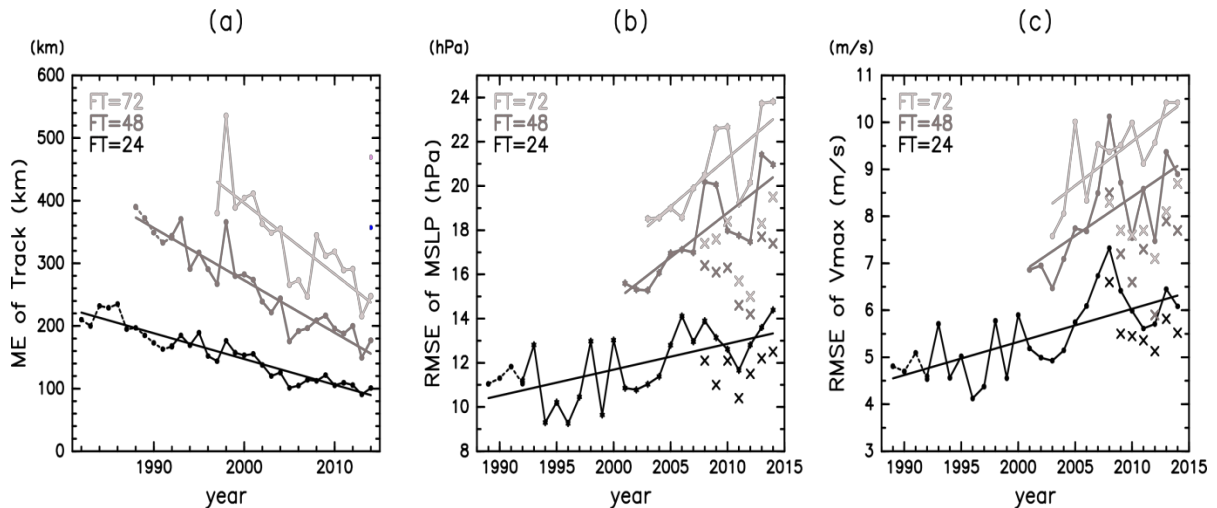 (a)
(km)
ME of Track (km)
600
500
400
300
200
100
0
FT=72
FT=48
FT=24
1990
2000
2010
year
(b)
(hPa)
RMSE of MSLP (hPa)
24
22
20
18
16
14
12
10
8
FT=72
FT=48
FT=24
1990
1995
2000
2005
2010
2015
year
(c)
(m/s)
RMSE of Vmax (m/s)
11
10
9
8
7
6
5
4
3
FT=72
FT=48
FT=24
1990
1995
2000
2005
2010
2015
year